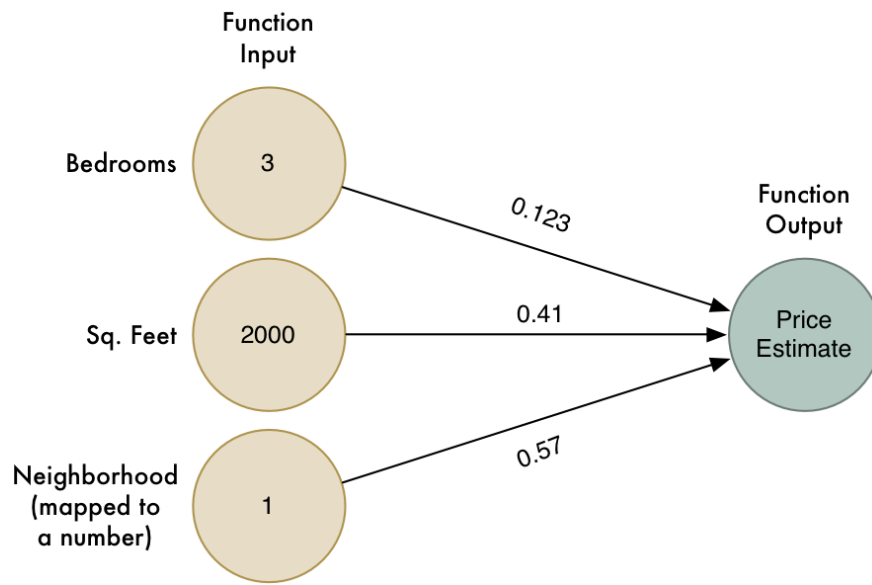 Function
Input
Bedrooms
3
0.123
Function
Output
Sq. Feet
2000
0.41
Price
Estimate
Neighborhood
(mapped to
a number)
1
0.57